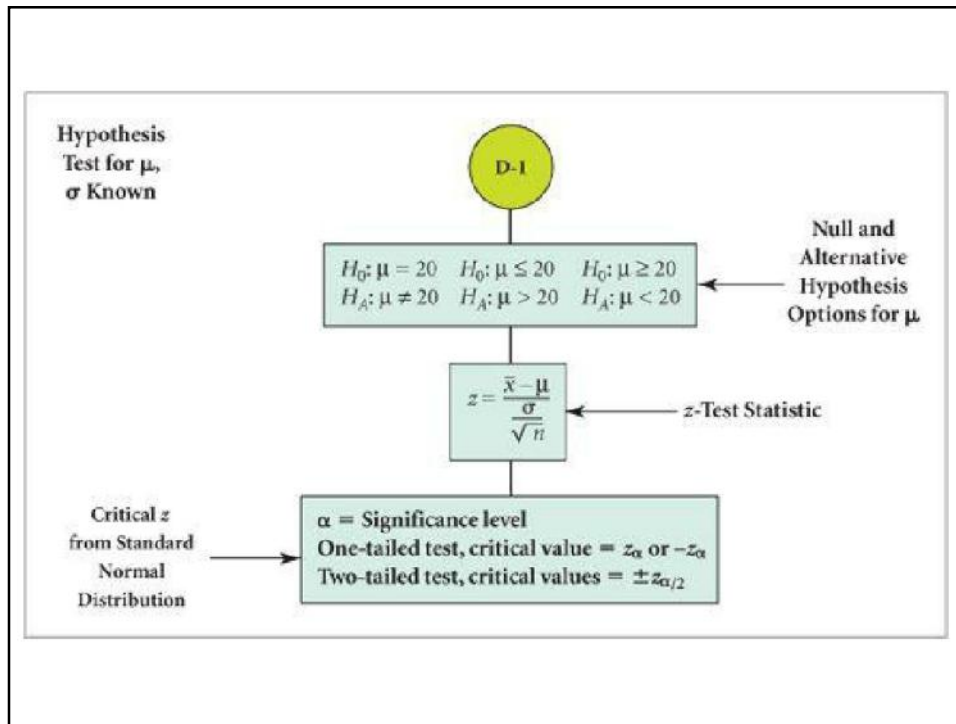 Hypothesis
Test for μ,
σ Known
D-1
H₀: μ = 20 H₀: μ ≤ 20 H₀: μ ≥ 20
Hₐ: μ ≠ 20 Hₐ: μ > 20 Hₐ: μ < 20
Null and
Alternative
Hypothesis
Options for μ
z = (x̄ − μ) / (σ / √n)
z-Test Statistic
Critical z
from Standard
Normal
Distribution
α = Significance level
One-tailed test, critical value = zα or −zα
Two-tailed test, critical values = ±zα/2